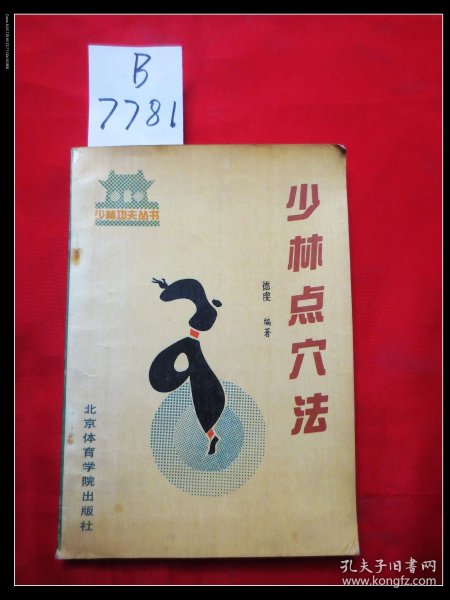 B
7781
少林功夫丛书
少林点穴法
德虔 编著
北京体育学院出版社
孔夫子旧书网
www.kongfz.com